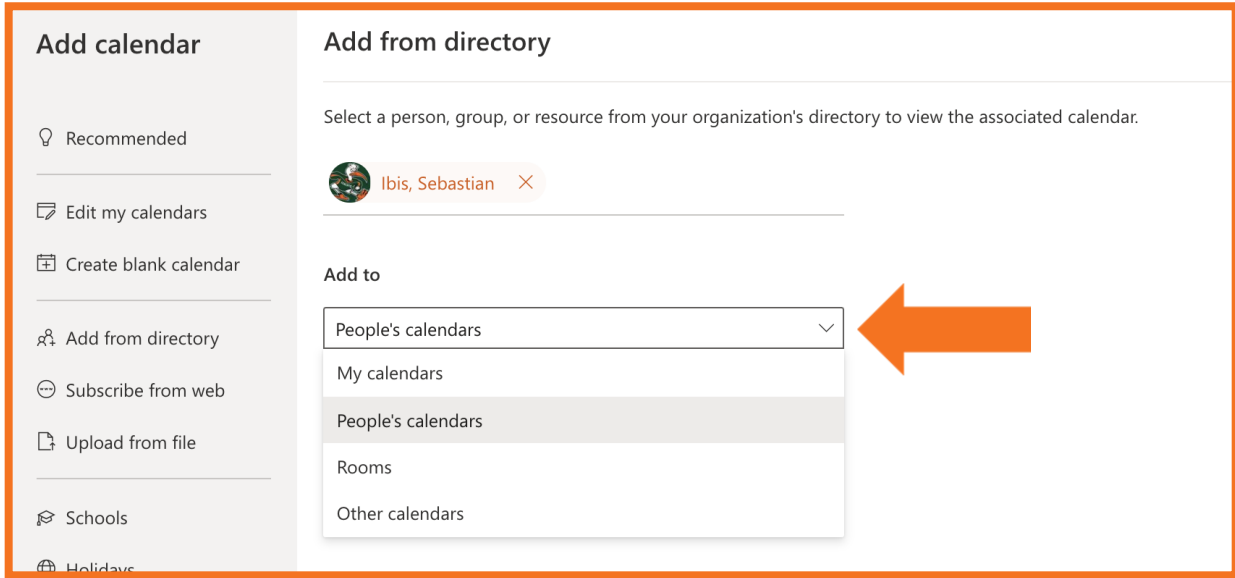 Add calendar
Recommended
Edit my calendars
Create blank calendar
Add from directory
Subscribe from web
Upload from file
Schools
Holidays
Add from directory
Select a person, group, or resource from your organization's directory to view the associated calendar.
Ibis, Sebastian
Add to
People's calendars
My calendars
People's calendars
Rooms
Other calendars